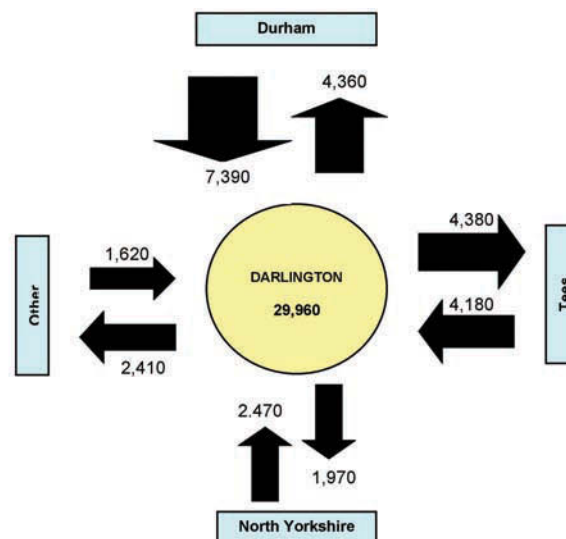 Durham
4,360
7,390
4,380
1,620
DARLINGTON
29,960
4,180
Other
Tees
2,410
2.470
1,970
North Yorkshire